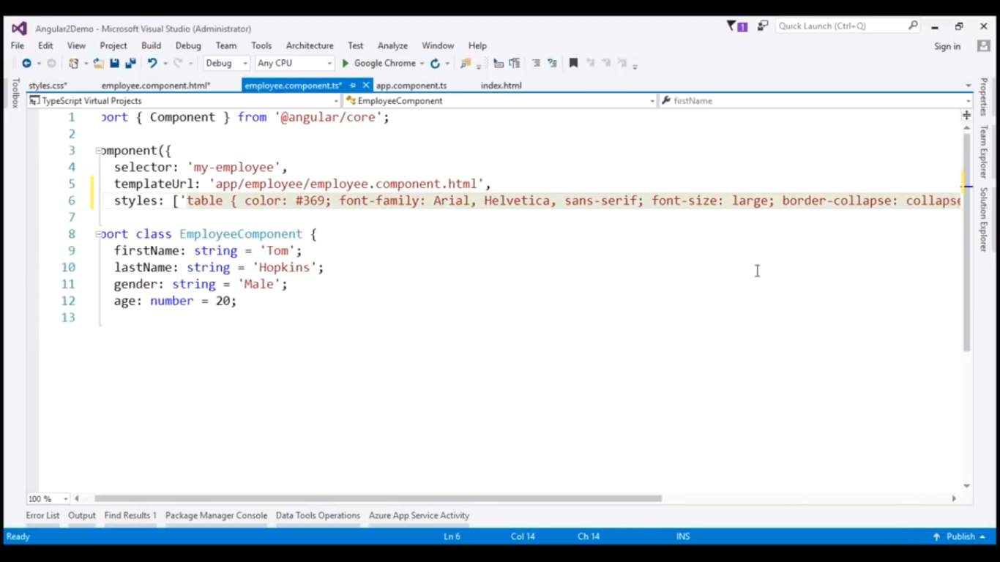 Angular2Demo - Microsoft Visual Studio (Administrator)
1
Quick Launch (Ctrl+Q)
File Edit View Project Build Debug Team Tools Architecture Test Analyze Window Help
Sign in
Debug Any CPU Google Chrome
styles.css* employee.component.html* employee.component.ts* app.component.ts index.html
TypeScript Virtual Projects EmployeeComponent firstName
Toolbox
Properties
Team Explorer
Solution Explorer
1 port { Component } from '@angular/core';
2
3 omponent({
4 selector: 'my-employee',
5 templateUrl: 'app/employee/employee.component.html',
6 styles: ['table { color: #369; font-family: Arial, Helvetica, sans-serif; font-size: large; border-collapse: collapse
7
8 port class EmployeeComponent {
9 firstName: string = 'Tom';
10 lastName: string = 'Hopkins';
11 gender: string = 'Male';
12 age: number = 20;
13
100 %
Error List Output Find Results 1 Package Manager Console Data Tools Operations Azure App Service Activity
Ready Ln 6 Col 14 Ch 14 INS Publish